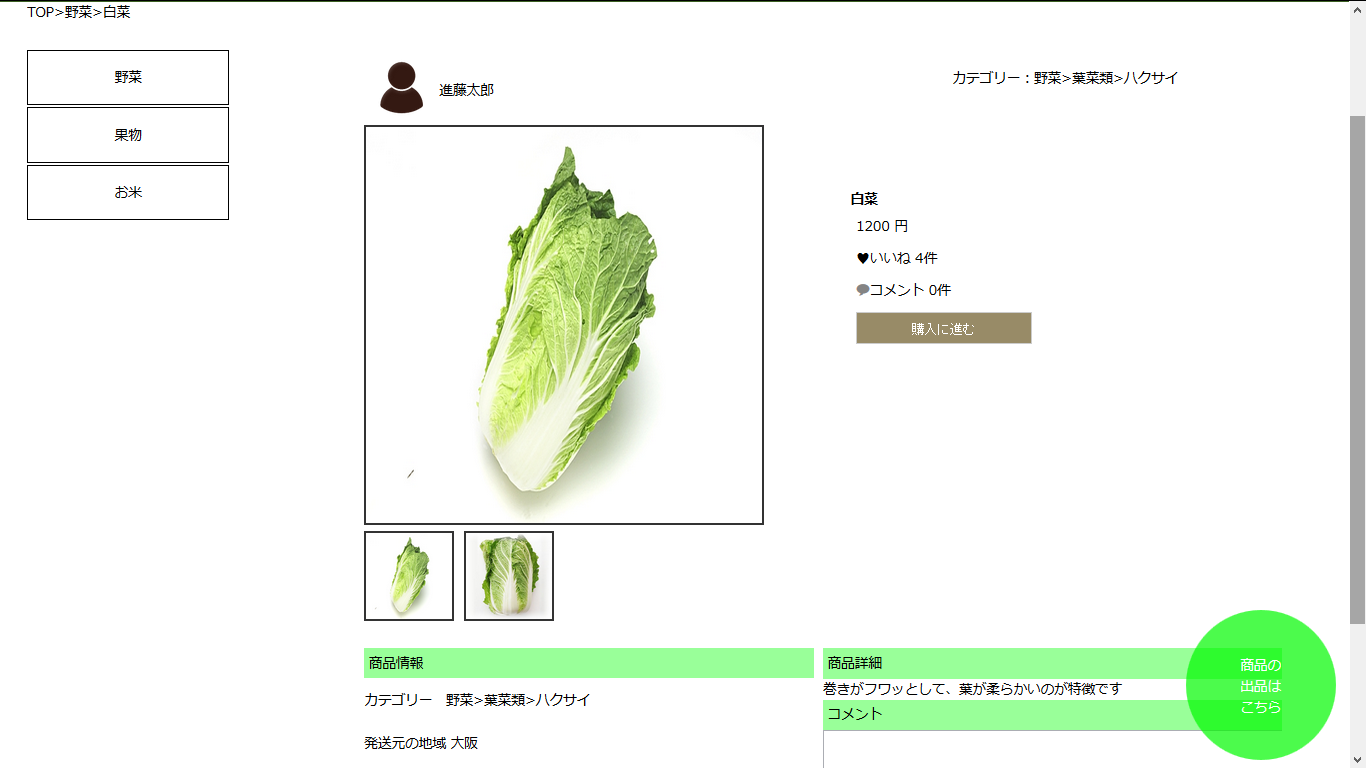 TOP>野菜>白菜
野菜
果物
お米
進藤太郎
カテゴリー：野菜>葉菜類>ハクサイ
白菜
1200 円
♥いいね 4件
コメント 0件
購入に進む
商品情報
カテゴリー　野菜>葉菜類>ハクサイ
発送元の地域 大阪
商品詳細
巻きがフワッとして、葉が柔らかいのが特徴です
コメント
商品の
出品は
こちら